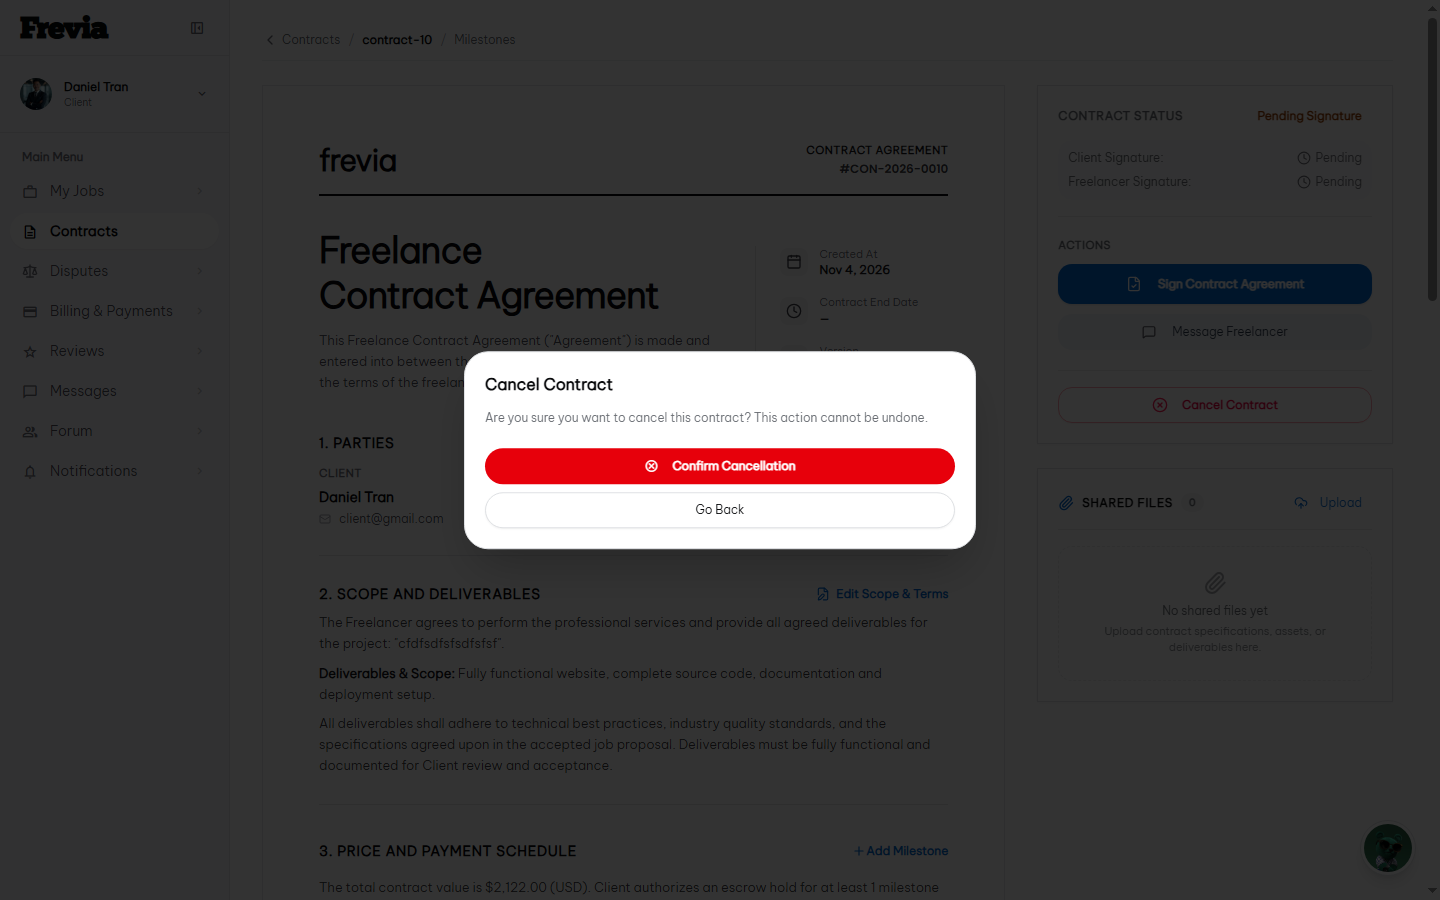 Frevia
Daniel Tran
Client
Main Menu
My Jobs
Contracts
Disputes
Billing & Payments
Reviews
Messages
Forum
Notifications
Contracts / contract-10 / Milestones
frevia
CONTRACT AGREEMENT
#CON-2026-0010
Freelance
Contract Agreement
This Freelance Contract Agreement ("Agreement") is made and
entered into between th
the terms of the freelan
Created At
Nov 4, 2026
Contract End Date
—
Version
1. PARTIES
CLIENT
Daniel Tran
client@gmail.com
2. SCOPE AND DELIVERABLES
Edit Scope & Terms
The Freelancer agrees to perform the professional services and provide all agreed deliverables for
the project: "cfdfsdfsfsdfsfsf".
Deliverables & Scope: Fully functional website, complete source code, documentation and
deployment setup.
All deliverables shall adhere to technical best practices, industry quality standards, and the
specifications agreed upon in the accepted job proposal. Deliverables must be fully functional and
documented for Client review and acceptance.
3. PRICE AND PAYMENT SCHEDULE
+ Add Milestone
The total contract value is $2,122.00 (USD). Client authorizes an escrow hold for at least 1 milestone
Cancel Contract
Are you sure you want to cancel this contract? This action cannot be undone.
Confirm Cancellation
Go Back
CONTRACT STATUS
Pending Signature
Client Signature:
Pending
Freelancer Signature:
Pending
ACTIONS
Sign Contract Agreement
Message Freelancer
Cancel Contract
SHARED FILES 0
Upload
No shared files yet
Upload contract specifications, assets, or
deliverables here.